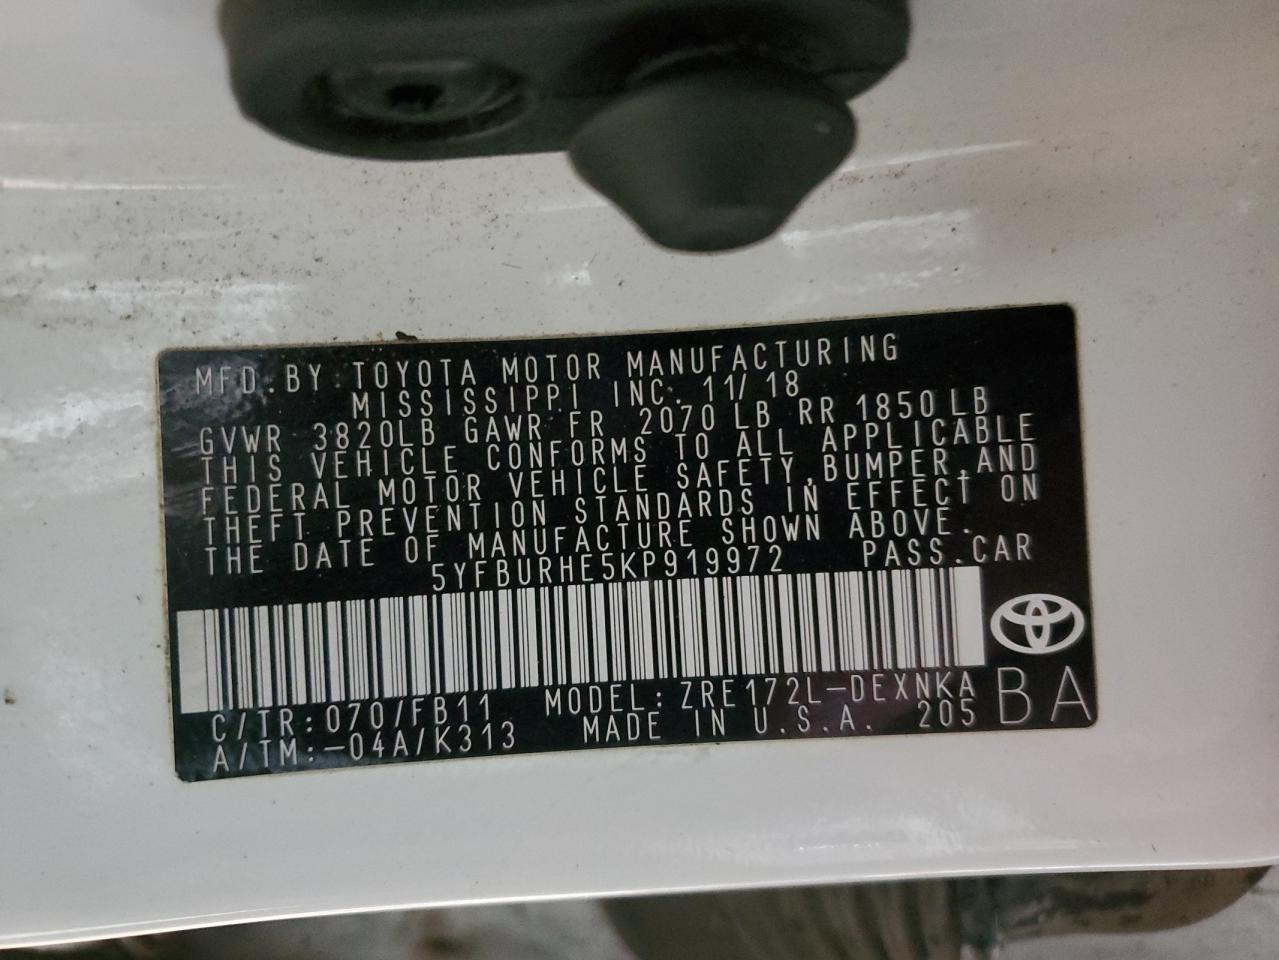 MFD.BY TOYOTA MOTOR MANUFACTURING
MISSISSIPPI INC. 11/18
GVWR 3820LB GAWR FR 2070 LB RR 1850LB
THIS VEHICLE CONFORMS TO ALL APPLICABLE
FEDERAL MOTOR VEHICLE SAFETY,BUMPER,AND
THEFT PREVENTION STANDARDS IN EFFECT ON
THE DATE OF MANUFACTURE SHOWN ABOVE.
5YFBURHE5KP919972 PASS.CAR
C/TR:070/FB11 MODEL:ZRE172L-DEXNKA
A/TM:-04A/K313 MADE IN U.S.A. 205
BA